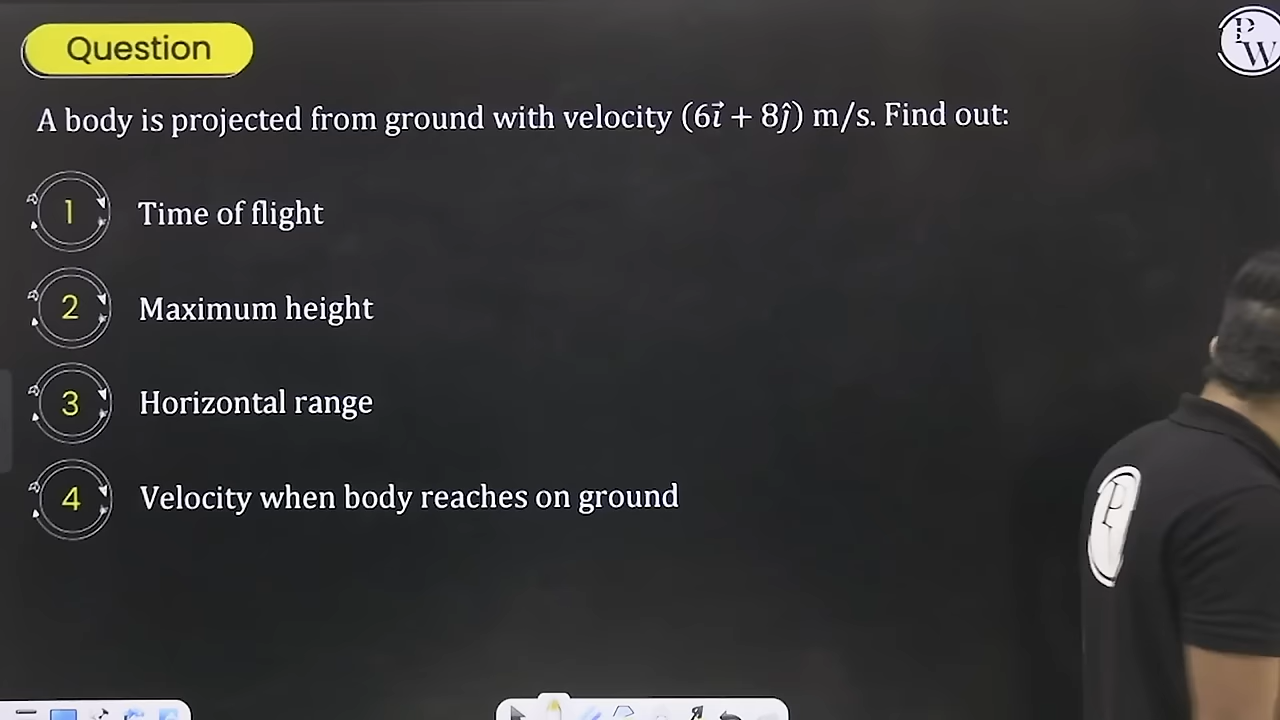 Question
PW
A body is projected from ground with velocity (6i⃗ + 8ĵ) m/s. Find out:
1 Time of flight
2 Maximum height
3 Horizontal range
4 Velocity when body reaches on ground